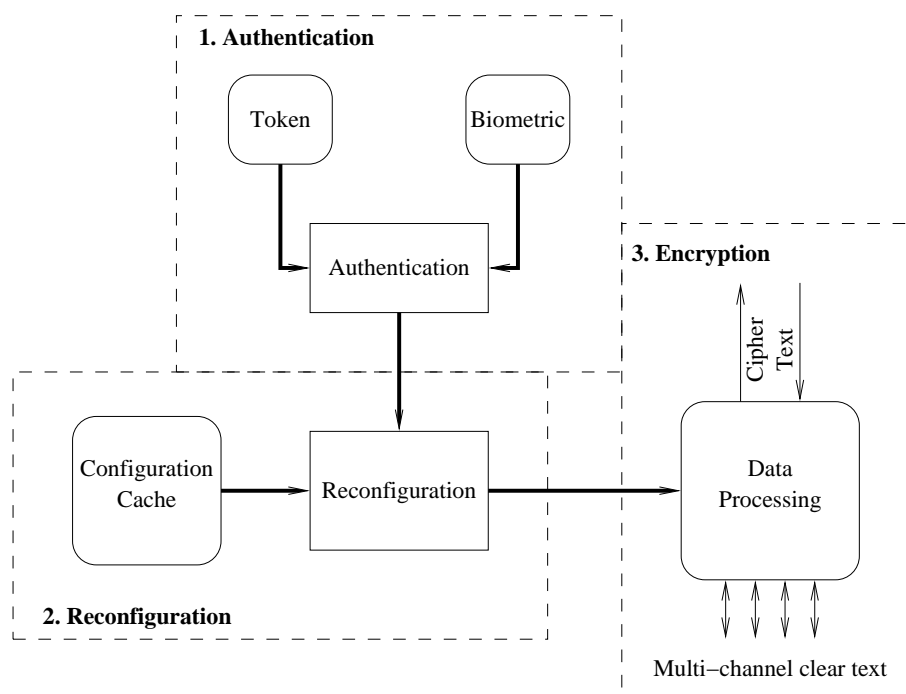 1. Authentication
Token
Biometric
Authentication
3. Encryption
Cipher
Text
Configuration
Cache
Reconfiguration
Data
Processing
2. Reconfiguration
Multi−channel clear text